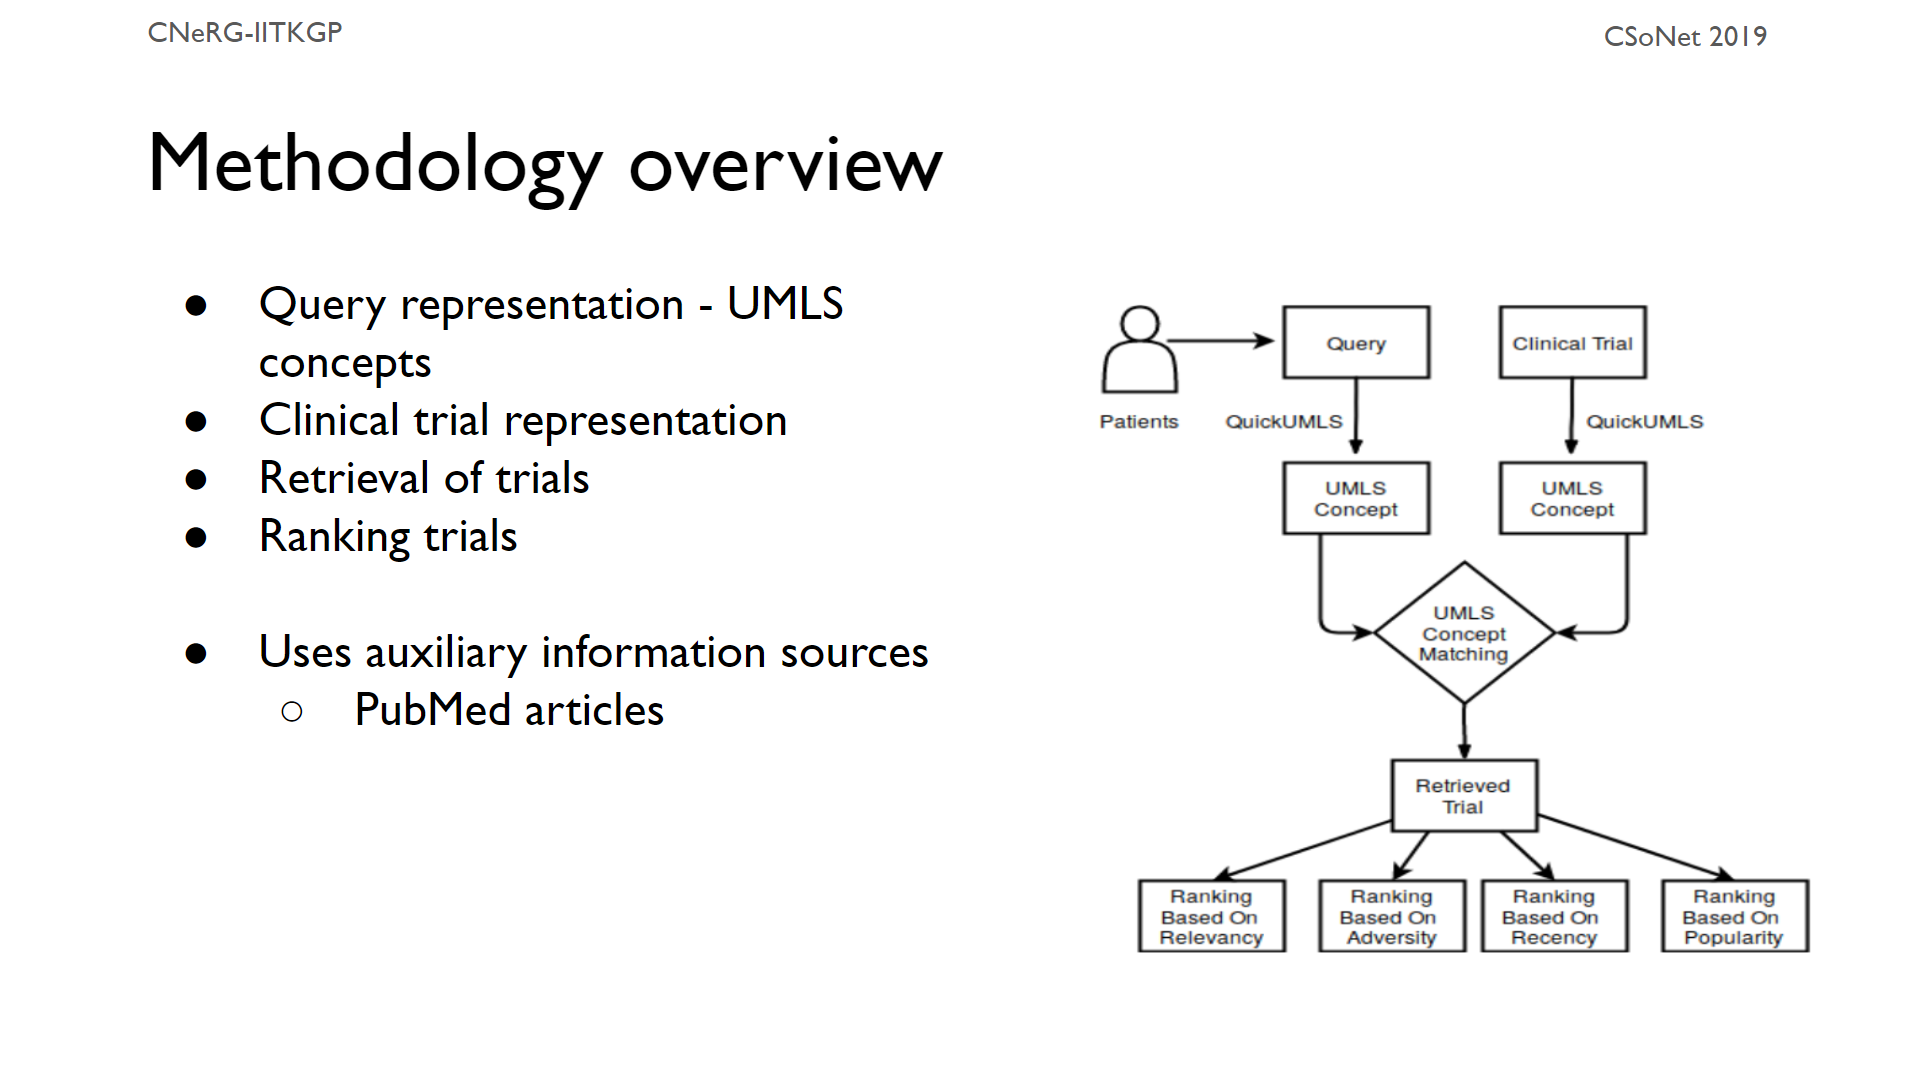 CNeRG-IITKGP
CSoNet 2019
Methodology overview
● Query representation - UMLS
concepts
● Clinical trial representation
● Retrieval of trials
● Ranking trials
● Uses auxiliary information sources
○ PubMed articles
Query
Clinical Trial
Patients
QuickUMLS
QuickUMLS
UMLS
Concept
UMLS
Concept
UMLS
Concept
Matching
Retrieved
Trial
Ranking
Based On
Relevancy
Ranking
Based On
Adversity
Ranking
Based On
Recency
Ranking
Based On
Popularity